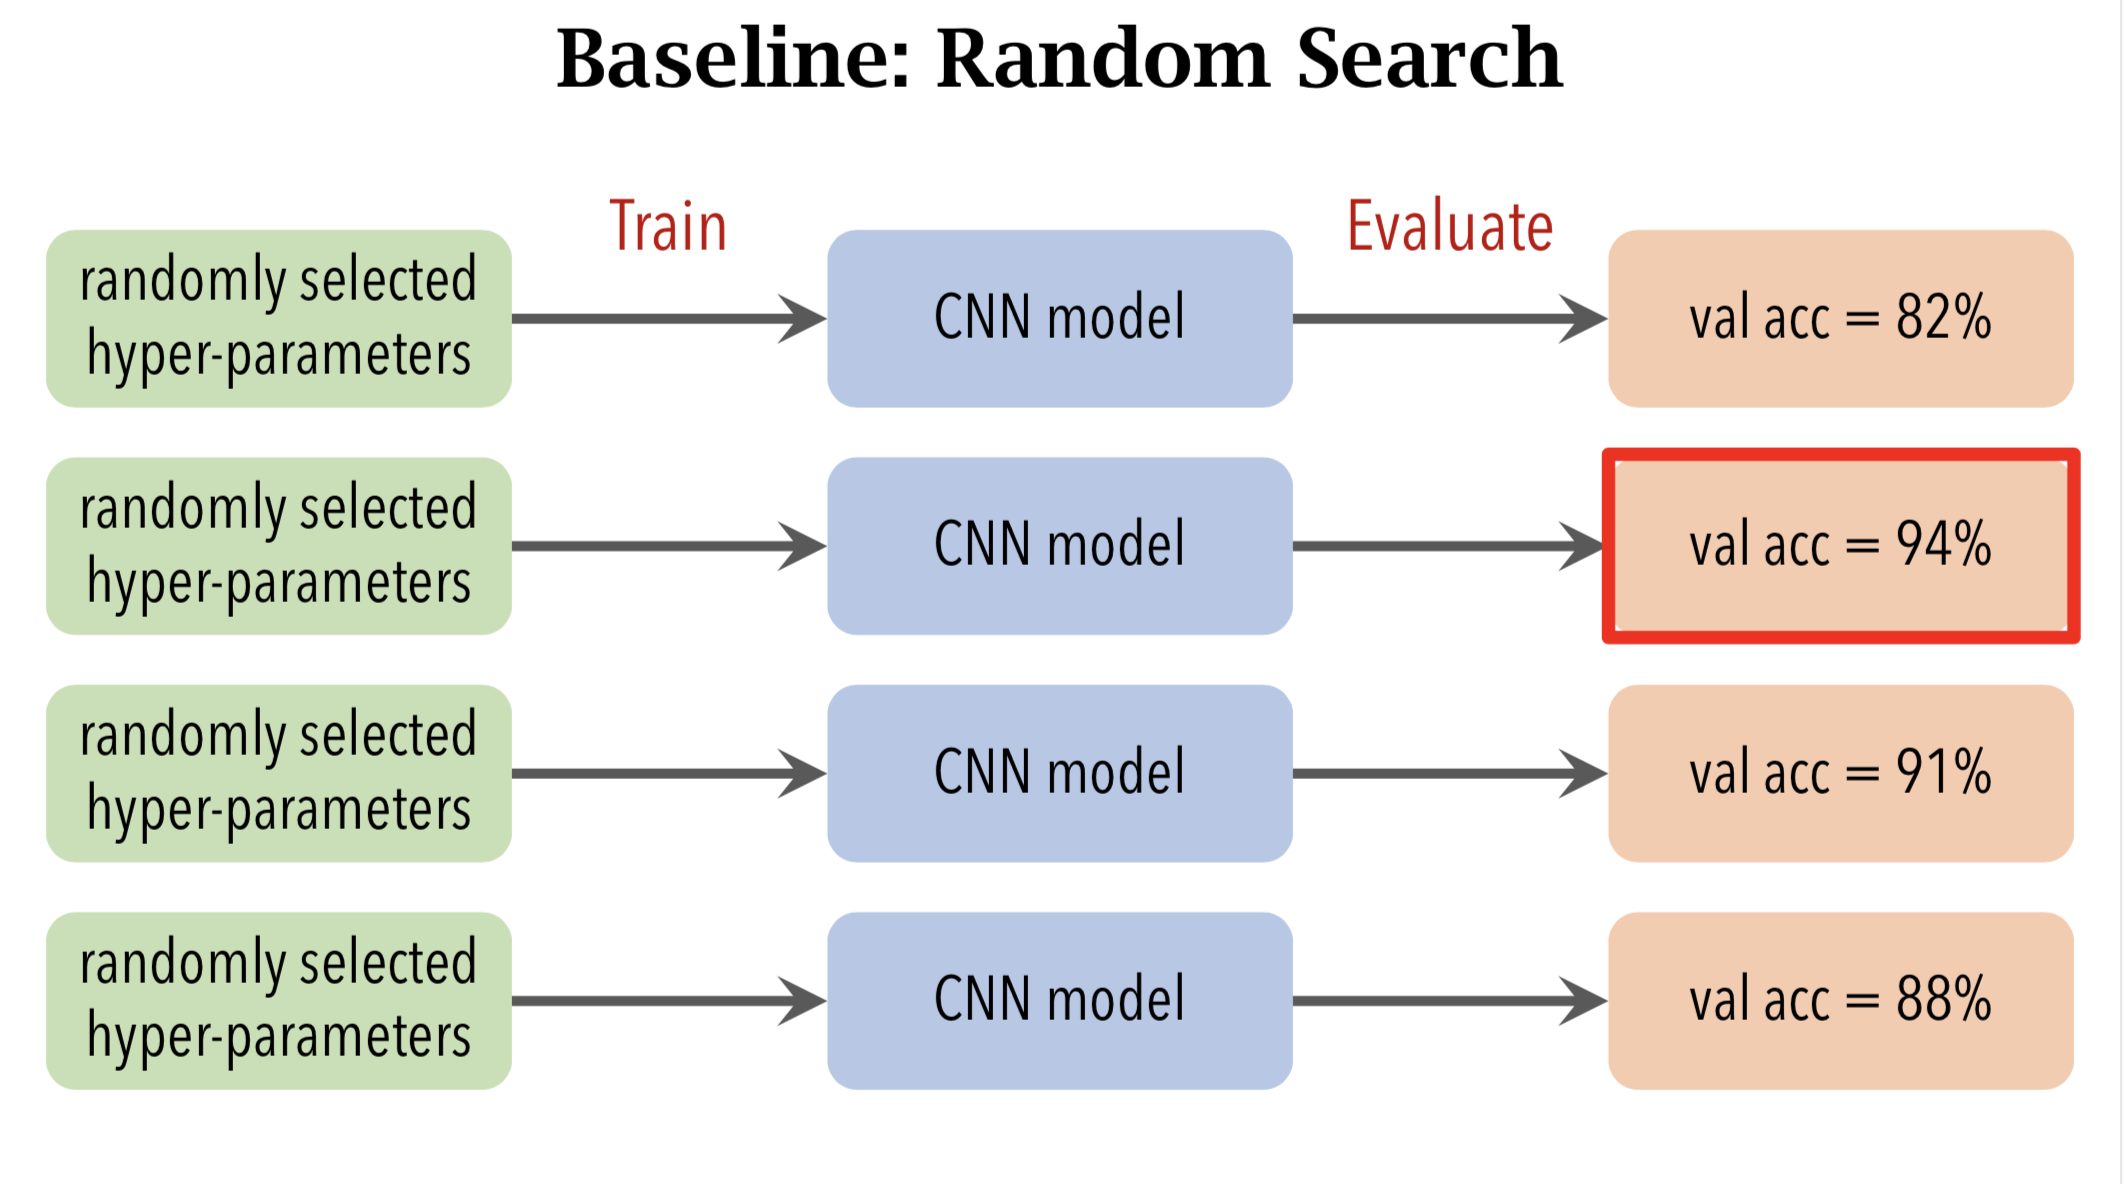 Baseline: Random Search
Train
Evaluate
randomly selected
hyper-parameters
CNN model
val acc = 82%
randomly selected
hyper-parameters
CNN model
val acc = 94%
randomly selected
hyper-parameters
CNN model
val acc = 91%
randomly selected
hyper-parameters
CNN model
val acc = 88%